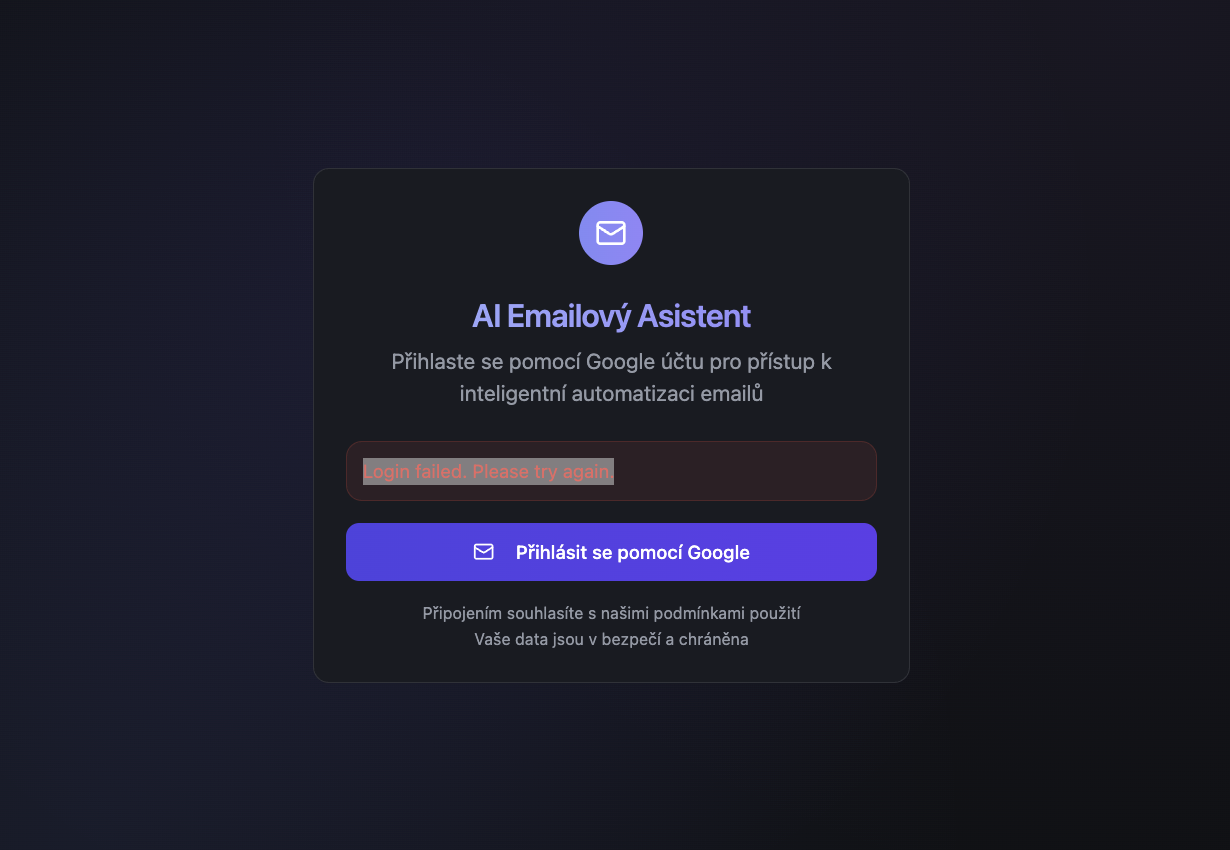 AI Emailový Asistent
Přihlaste se pomocí Google účtu pro přístup k
inteligentní automatizaci emailů
Login failed. Please try again.
Přihlásit se pomocí Google
Připojením souhlasíte s našimi podmínkami použití
Vaše data jsou v bezpečí a chráněna